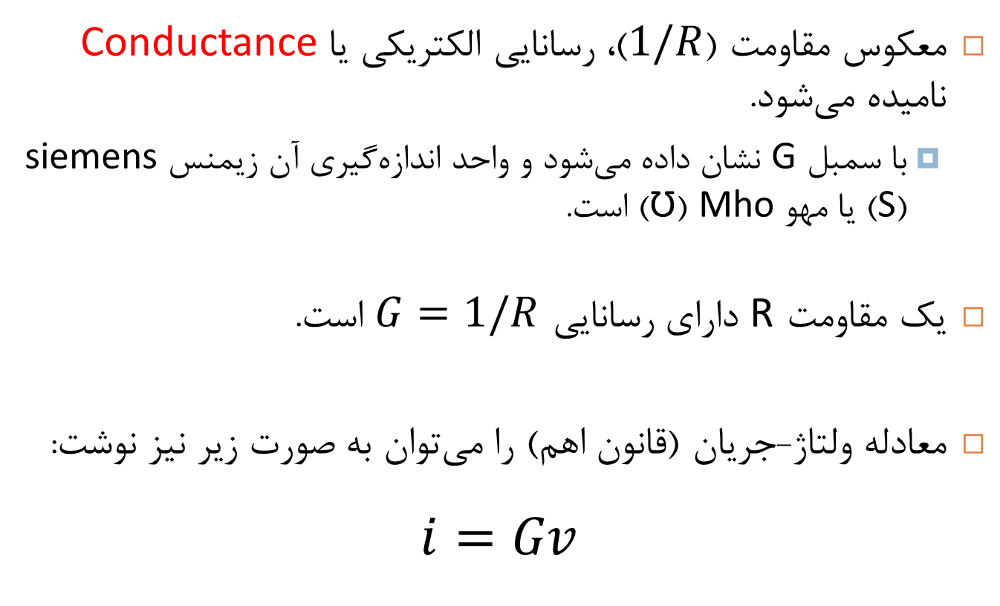 معکوس مقاومت (1/R)، رسانایی الکتریکی یا Conductance
نامیده می‌شود.
با سمبل G نشان داده می‌شود و واحد اندازه‌گیری آن زیمنس siemens
(S) یا مهو Mho (℧) است.
یک مقاومت R دارای رسانایی G = 1/R است.
معادله ولتاژ-جریان (قانون اهم) را می‌توان به صورت زیر نیز نوشت:
i = Gv